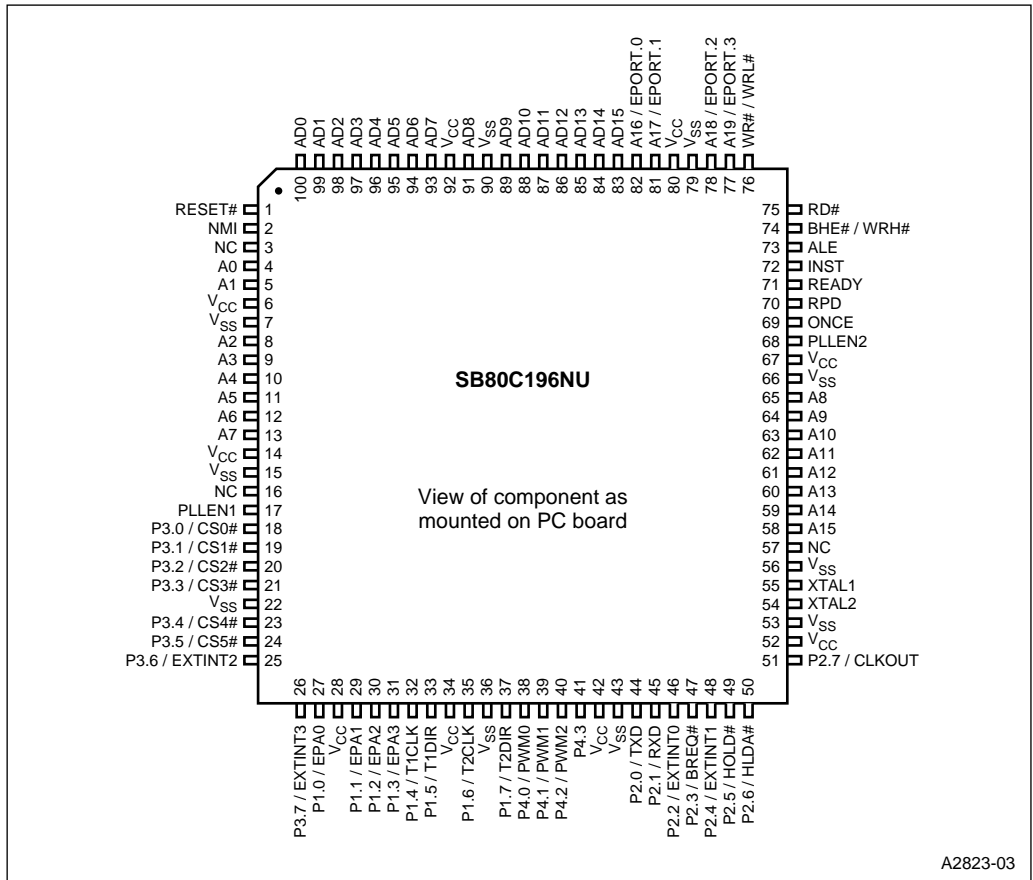 AD0
AD1
AD2
AD3
AD4
AD5
AD6
AD7
VCC
AD8
VSS
AD9
AD10
AD11
AD12
AD13
AD14
AD15
A16 / EPORT.0
A17 / EPORT.1
VCC
VSS
A18 / EPORT.2
A19 / EPORT.3
WR# / WRL#
100
99
98
97
96
95
94
93
92
91
90
89
88
87
86
85
84
83
82
81
80
79
78
77
76
RESET# 1
NMI 2
NC 3
A0 4
A1 5
VCC 6
VSS 7
A2 8
A3 9
A4 10
A5 11
A6 12
A7 13
VCC 14
VSS 15
NC 16
PLLEN1 17
P3.0 / CS0# 18
P3.1 / CS1# 19
P3.2 / CS2# 20
P3.3 / CS3# 21
VSS 22
P3.4 / CS4# 23
P3.5 / CS5# 24
P3.6 / EXTINT2 25
SB80C196NU
View of component as
mounted on PC board
75 RD#
74 BHE# / WRH#
73 ALE
72 INST
71 READY
70 RPD
69 ONCE
68 PLLEN2
67 VCC
66 VSS
65 A8
64 A9
63 A10
62 A11
61 A12
60 A13
59 A14
58 A15
57 NC
56 VSS
55 XTAL1
54 XTAL2
53 VSS
52 VCC
51 P2.7 / CLKOUT
26
27
28
29
30
31
32
33
34
35
36
37
38
39
40
41
42
43
44
45
46
47
48
49
50
P3.7 / EXTINT3
P1.0 / EPA0
VCC
P1.1 / EPA1
P1.2 / EPA2
P1.3 / EPA3
P1.4 / T1CLK
P1.5 / T1DIR
VCC
P1.6 / T2CLK
VSS
P1.7 / T2DIR
P4.0 / PWM0
P4.1 / PWM1
P4.2 / PWM2
P4.3
VCC
VSS
P2.0 / TXD
P2.1 / RXD
P2.2 / EXTINT0
P2.3 / BREQ#
P2.4 / EXTINT1
P2.5 / HOLD#
P2.6 / HLDA#
A2823-03